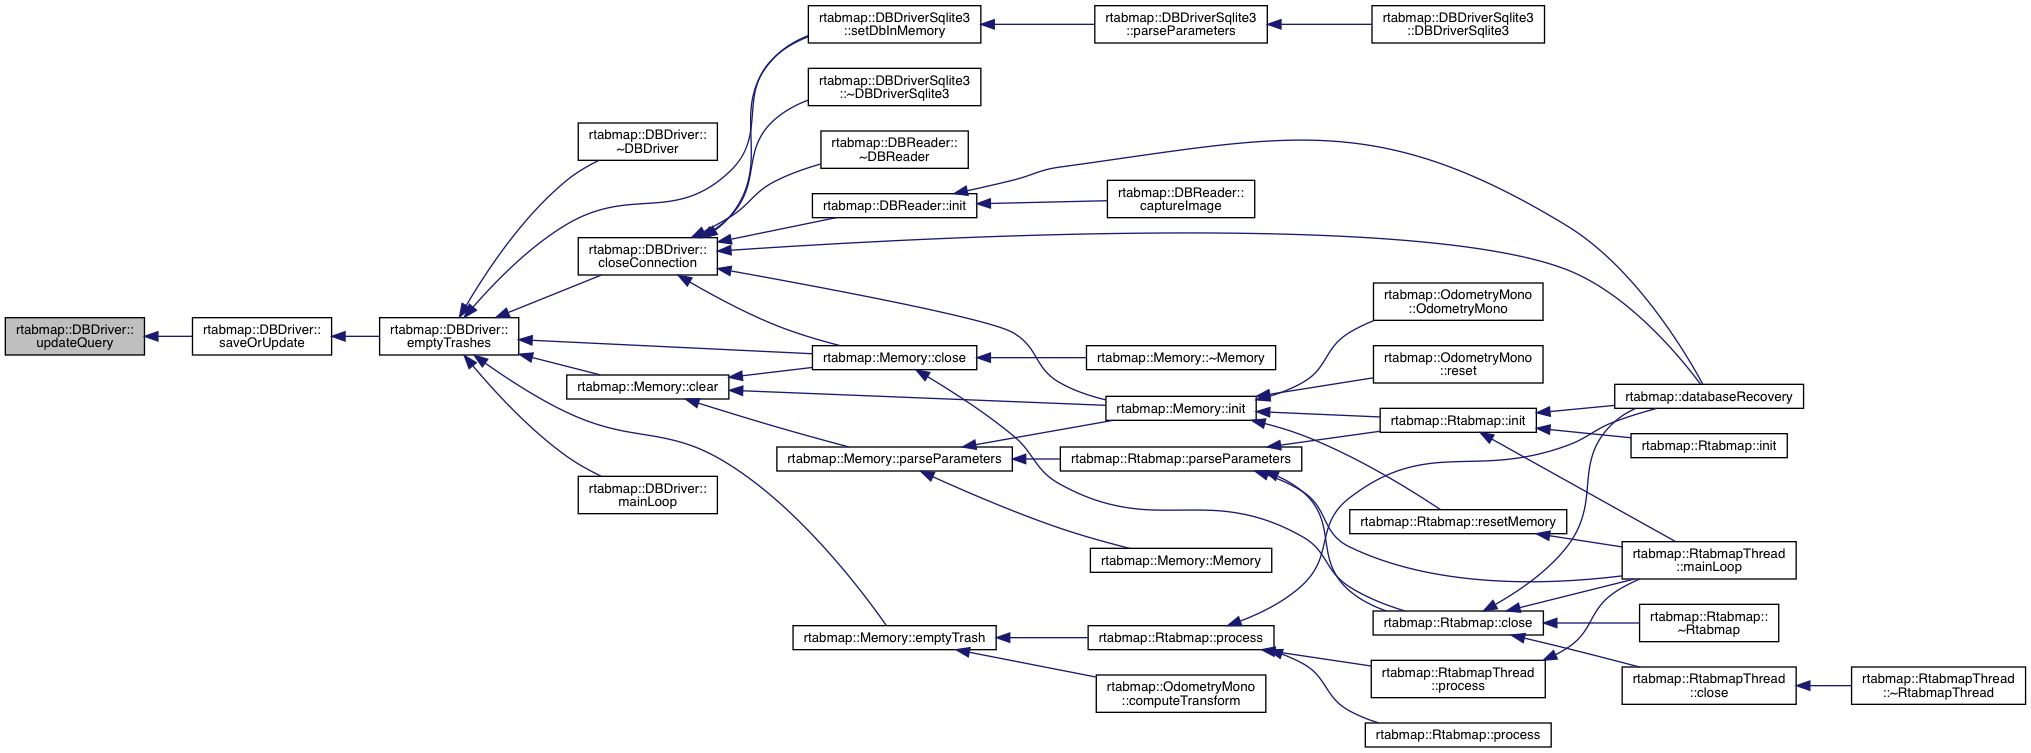 rtabmap::DBDriver::
updateQuery
rtabmap::DBDriver::
saveOrUpdate
rtabmap::DBDriver::
emptyTrashes
rtabmap::DBDriver::
~DBDriver
rtabmap::DBDriver::
closeConnection
rtabmap::Memory::clear
rtabmap::DBDriver::
mainLoop
rtabmap::DBDriverSqlite3
::setDbInMemory
rtabmap::DBDriverSqlite3
::~DBDriverSqlite3
rtabmap::DBReader::
~DBReader
rtabmap::DBReader::init
rtabmap::Memory::close
rtabmap::Memory::parseParameters
rtabmap::Memory::emptyTrash
rtabmap::DBDriverSqlite3
::parseParameters
rtabmap::DBReader::
captureImage
rtabmap::Memory::~Memory
rtabmap::Memory::init
rtabmap::Rtabmap::parseParameters
rtabmap::Memory::Memory
rtabmap::Rtabmap::process
rtabmap::OdometryMono
::computeTransform
rtabmap::DBDriverSqlite3
::DBDriverSqlite3
rtabmap::OdometryMono
::OdometryMono
rtabmap::OdometryMono
::reset
rtabmap::Rtabmap::init
rtabmap::Rtabmap::resetMemory
rtabmap::Rtabmap::close
rtabmap::RtabmapThread
::process
rtabmap::Rtabmap::process
rtabmap::databaseRecovery
rtabmap::Rtabmap::init
rtabmap::RtabmapThread
::mainLoop
rtabmap::Rtabmap::
~Rtabmap
rtabmap::RtabmapThread
::close
rtabmap::RtabmapThread
::~RtabmapThread